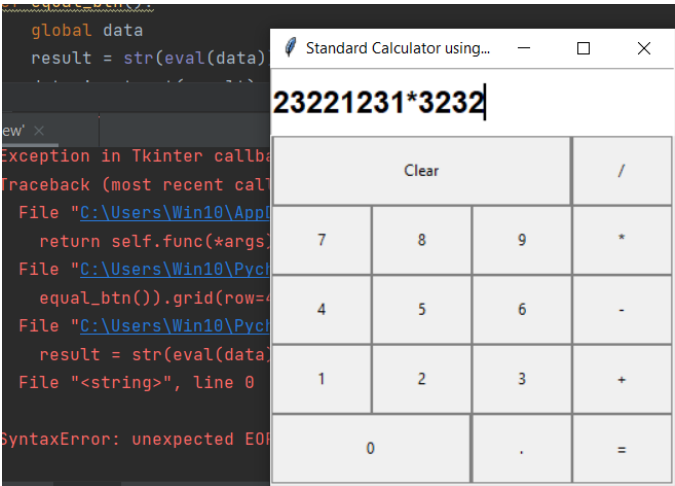 equal_btn():
global data
result = str(eval(data)
ew' ×
Exception in Tkinter callba
Traceback (most recent call
File "C:\Users\Win10\AppD
return self.func(*args)
File "C:\Users\Win10\Pych
equal_btn()).grid(row=4
File "C:\Users\Win10\Pych
result = str(eval(data)
File "<string>", line 0
SyntaxError: unexpected EOF
Standard Calculator using...
23221231*3232
Clear /
7 8 9 *
4 5 6 -
1 2 3 +
0 . =